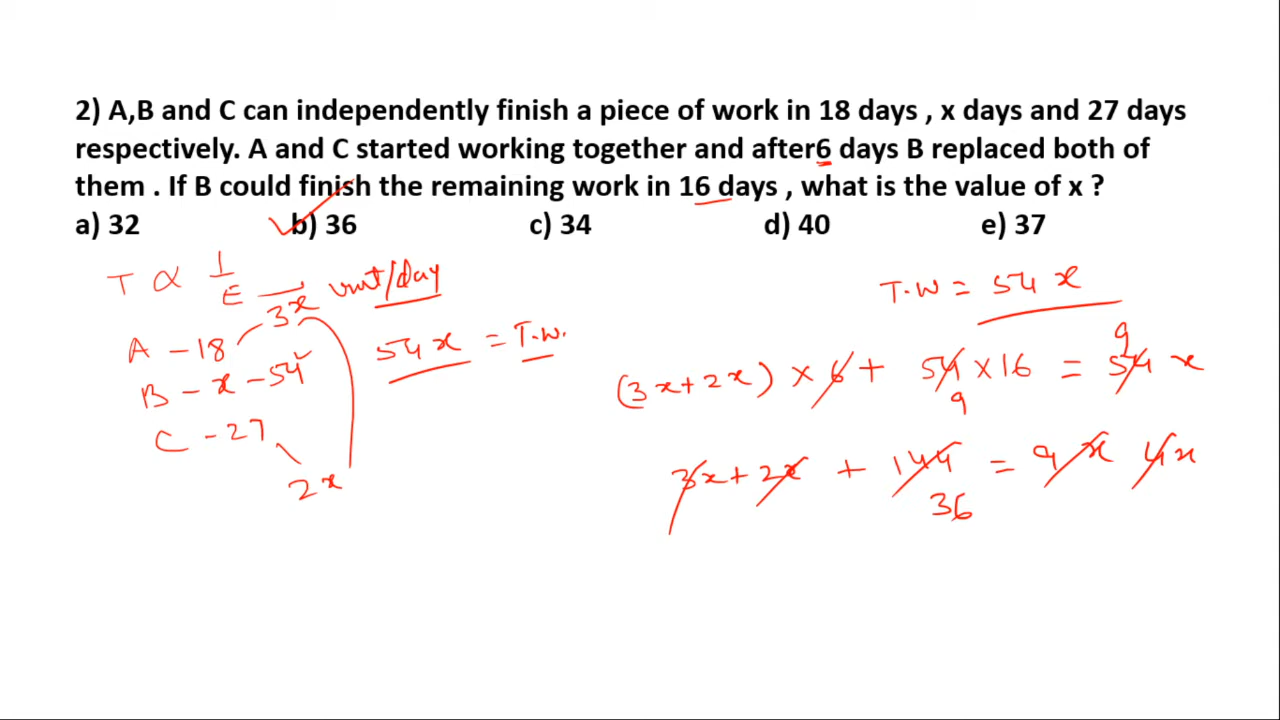 2) A,B and C can independently finish a piece of work in 18 days , x days and 27 days
respectively. A and C started working together and after6 days B replaced both of
them . If B could finish the remaining work in 16 days , what is the value of x ?
a) 32 b) 36 c) 34 d) 40 e) 37
T ∝ 1/E unit/day
T.W = 54 x
3x
A - 18
54 x = T.W.
B - x - 54
C - 27
2x
(3x+2x) × 6 + 54 × 16 = 54 x
9 9
3x + 2x + 144 = 9x 4x
36